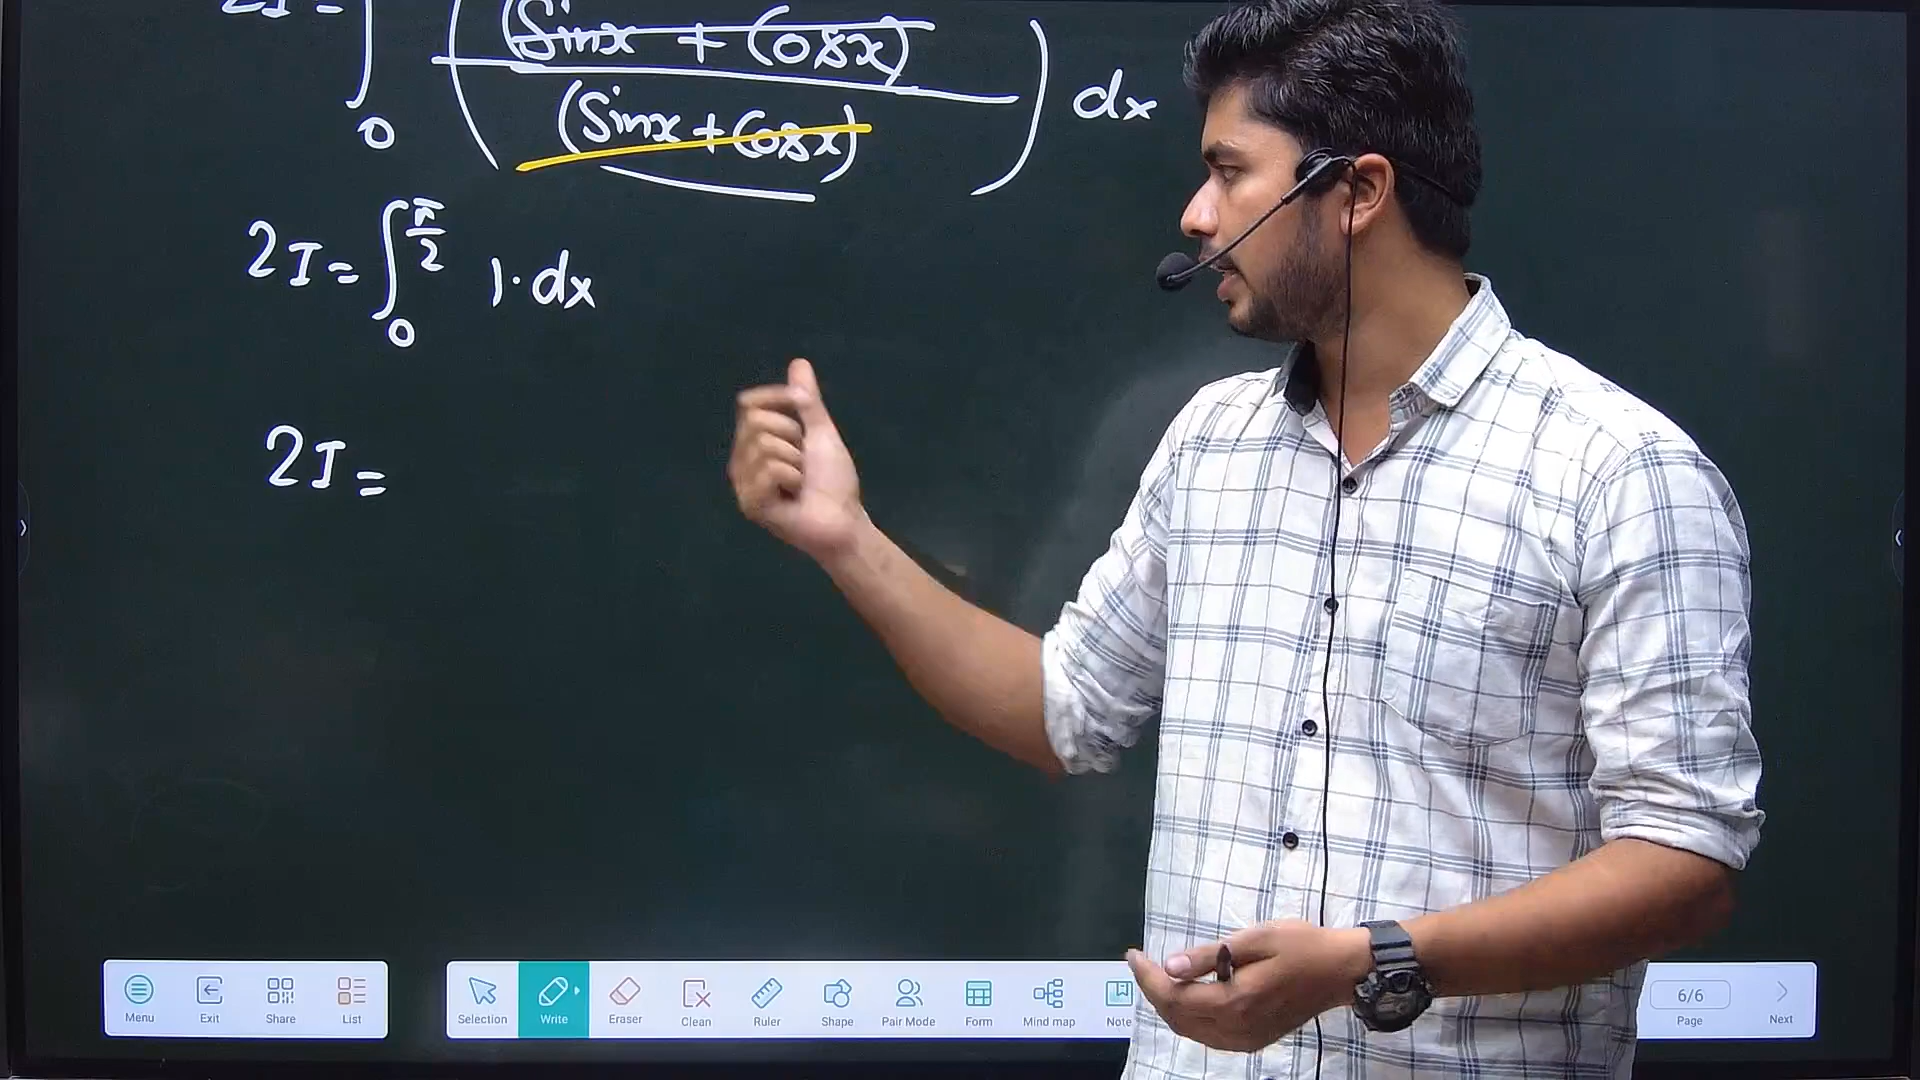 2I = ∫₀ (Sinx + Cosx) / (Sinx + Cosx) dx
2I = ∫₀^(π/2) 1·dx
2I =
Menu Exit Share List Selection Write Eraser Clean Ruler Shape Pair Mode Form Mind map Note 6/6 Page Next